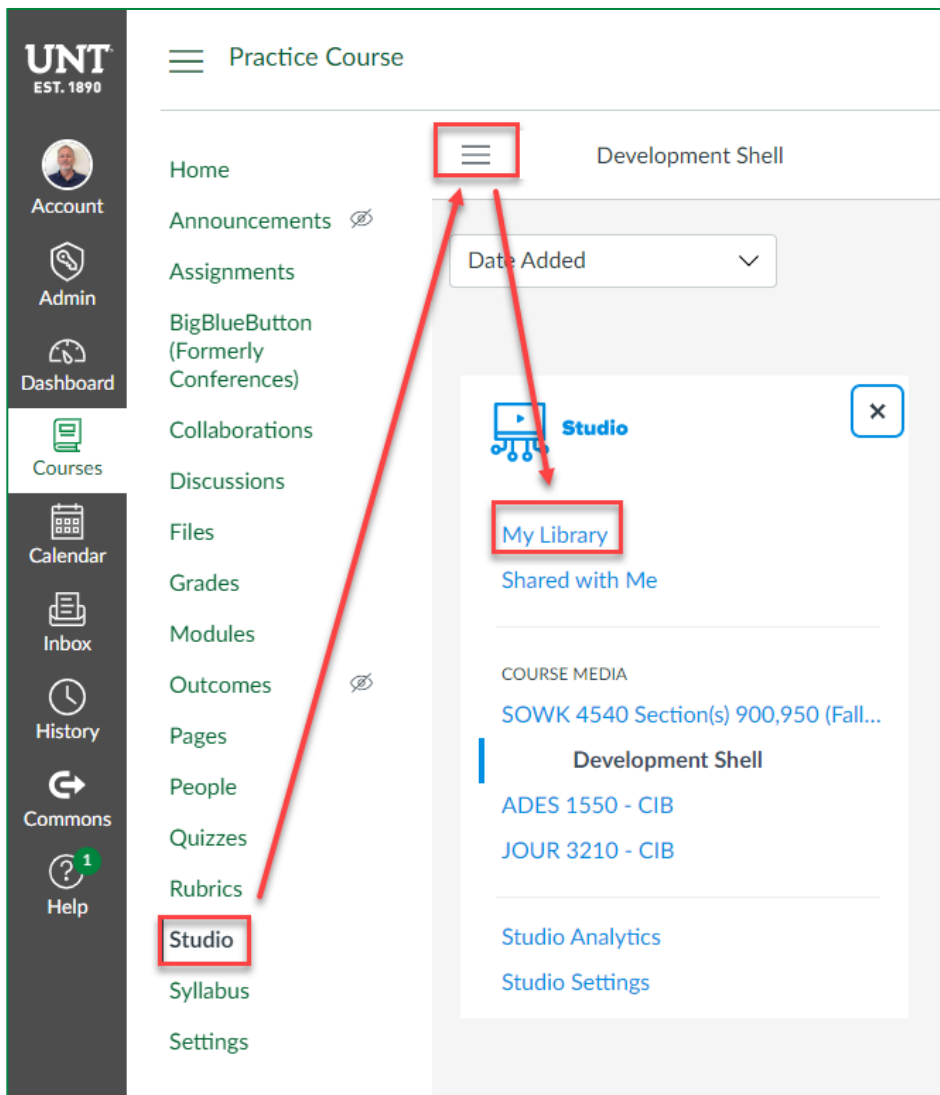 UNT
EST. 1890
Account
Admin
Dashboard
Courses
Calendar
Inbox
History
Commons
1
Help
Practice Course
Home
Announcements
Assignments
BigBlueButton
(Formerly
Conferences)
Collaborations
Discussions
Files
Grades
Modules
Outcomes
Pages
People
Quizzes
Rubrics
Studio
Syllabus
Settings
Development Shell
Date Added
Studio
My Library
Shared with Me
COURSE MEDIA
SOWK 4540 Section(s) 900,950 (Fall...
Development Shell
ADES 1550 - CIB
JOUR 3210 - CIB
Studio Analytics
Studio Settings